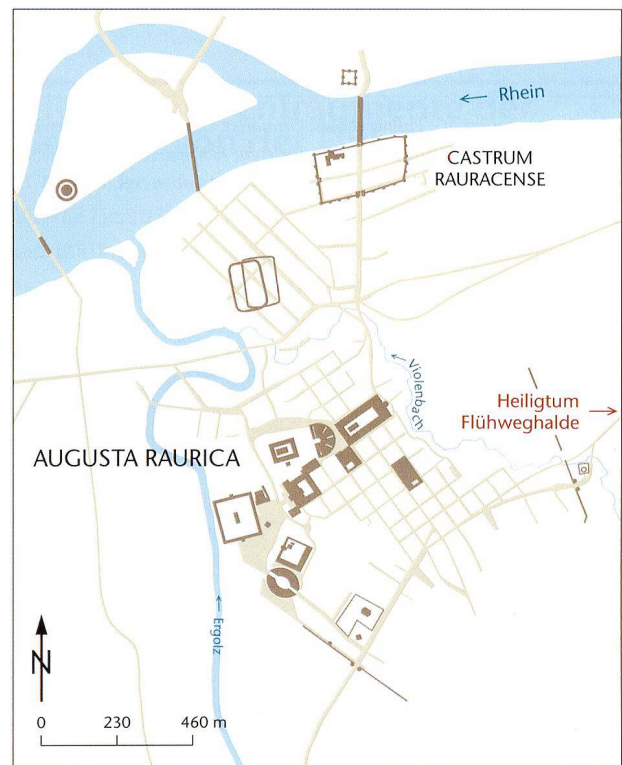 ← Rhein
CASTRUM
RAURACENSE
← Violenbach
Heiligtum →
Flühweghalde
AUGUSTA RAURICA
← Ergolz
N
0 230 460 m